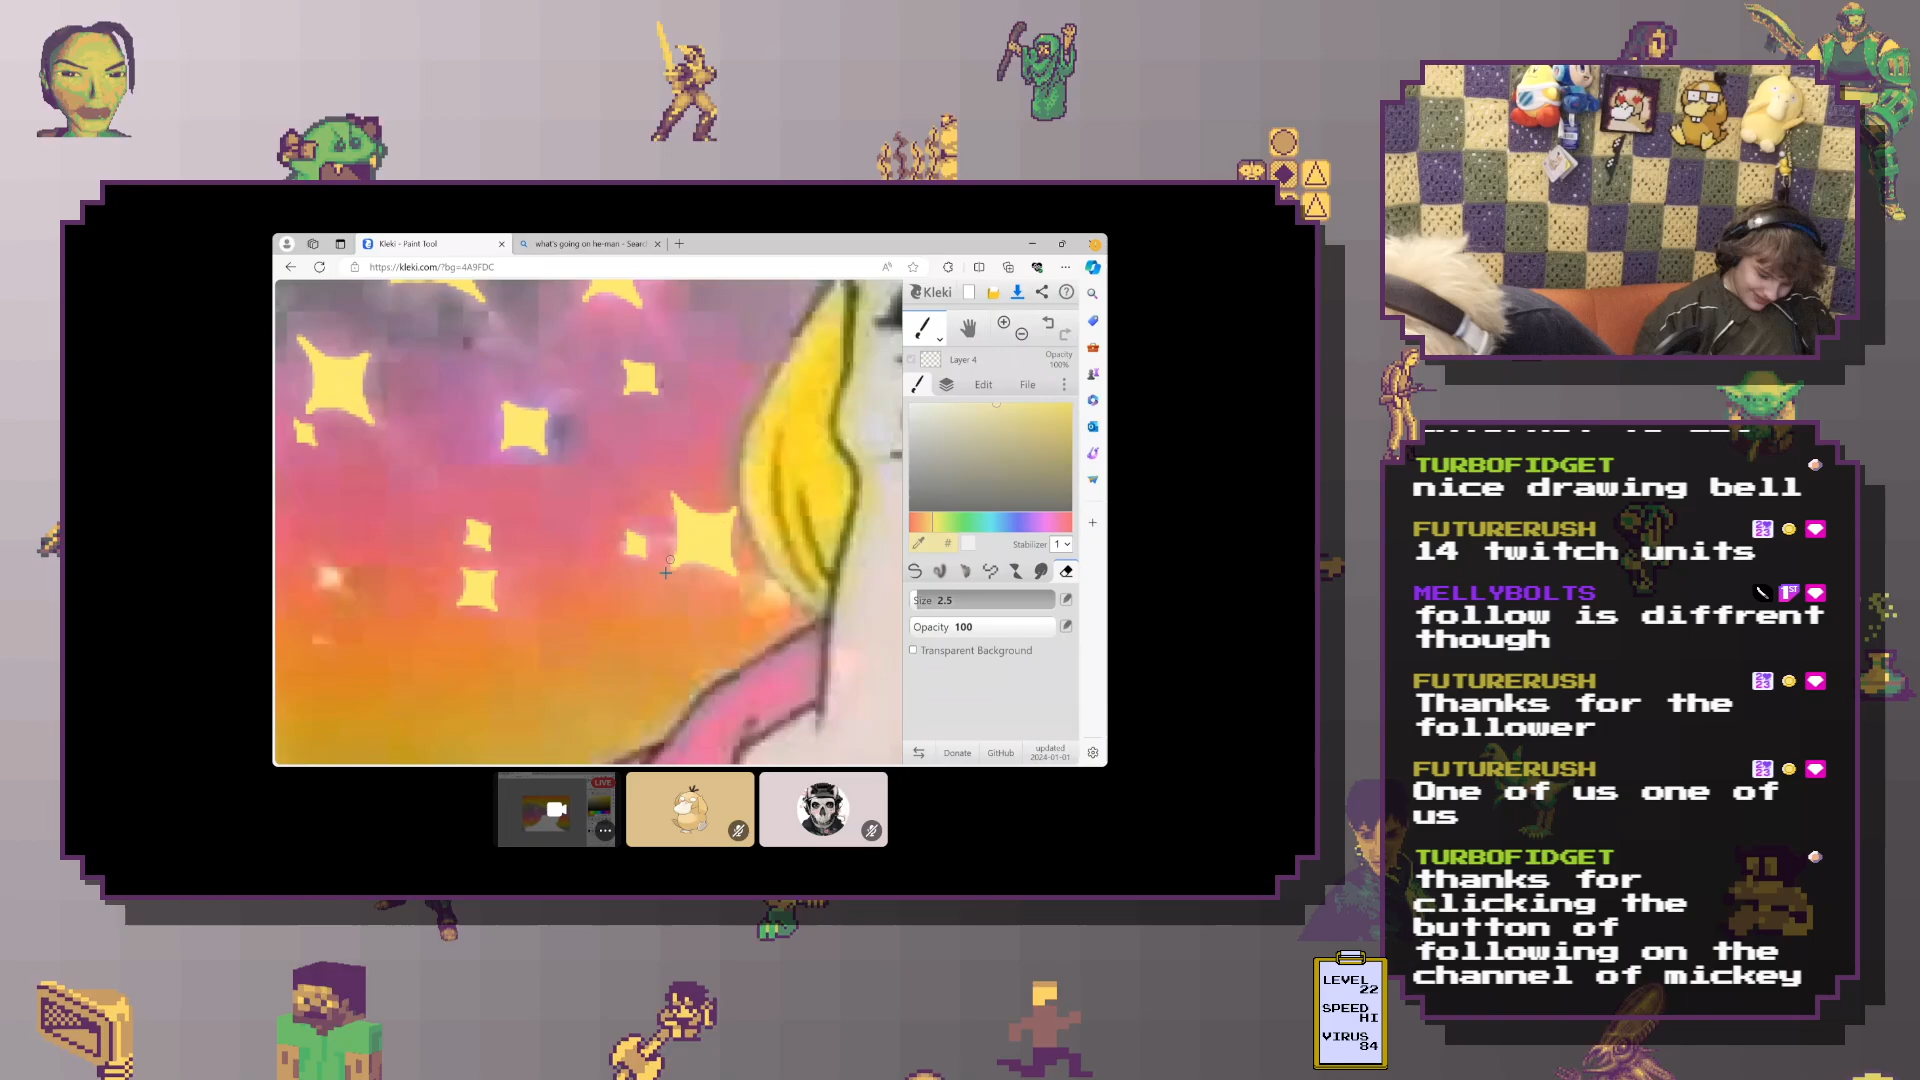 Kleki - Paint Tool
what's going on he-man - Searc
https://kleki.com/?bg=4A9FDC
Kleki
Layer 4
Opacity
100%
Edit
File
#
Stabilizer 1
Size 2.5
Opacity 100
Transparent Background
Donate
GitHub
updated
2024-01-01
LIVE
TURBOFIDGET
nice drawing bell
FUTURERUSH
14 twitch units
MELLYBOLTS
follow is diffrent
though
FUTURERUSH
Thanks for the
follower
FUTURERUSH
One of us one of
us
TURBOFIDGET
thanks for
clicking the
button of
following on the
channel of mickey
LEVEL
22
SPEED
HI
VIRUS
84